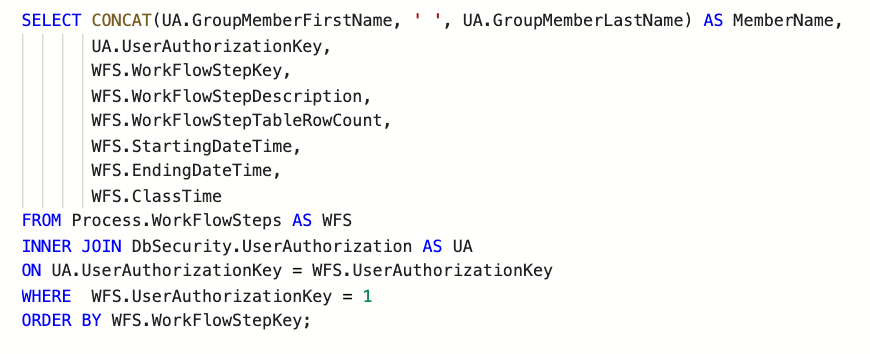 SELECT CONCAT(UA.GroupMemberFirstName, ' ', UA.GroupMemberLastName) AS MemberName,
UA.UserAuthorizationKey,
WFS.WorkFlowStepKey,
WFS.WorkFlowStepDescription,
WFS.WorkFlowStepTableRowCount,
WFS.StartingDateTime,
WFS.EndingDateTime,
WFS.ClassTime
FROM Process.WorkFlowSteps AS WFS
INNER JOIN DbSecurity.UserAuthorization AS UA
ON UA.UserAuthorizationKey = WFS.UserAuthorizationKey
WHERE  WFS.UserAuthorizationKey = 1
ORDER BY WFS.WorkFlowStepKey;